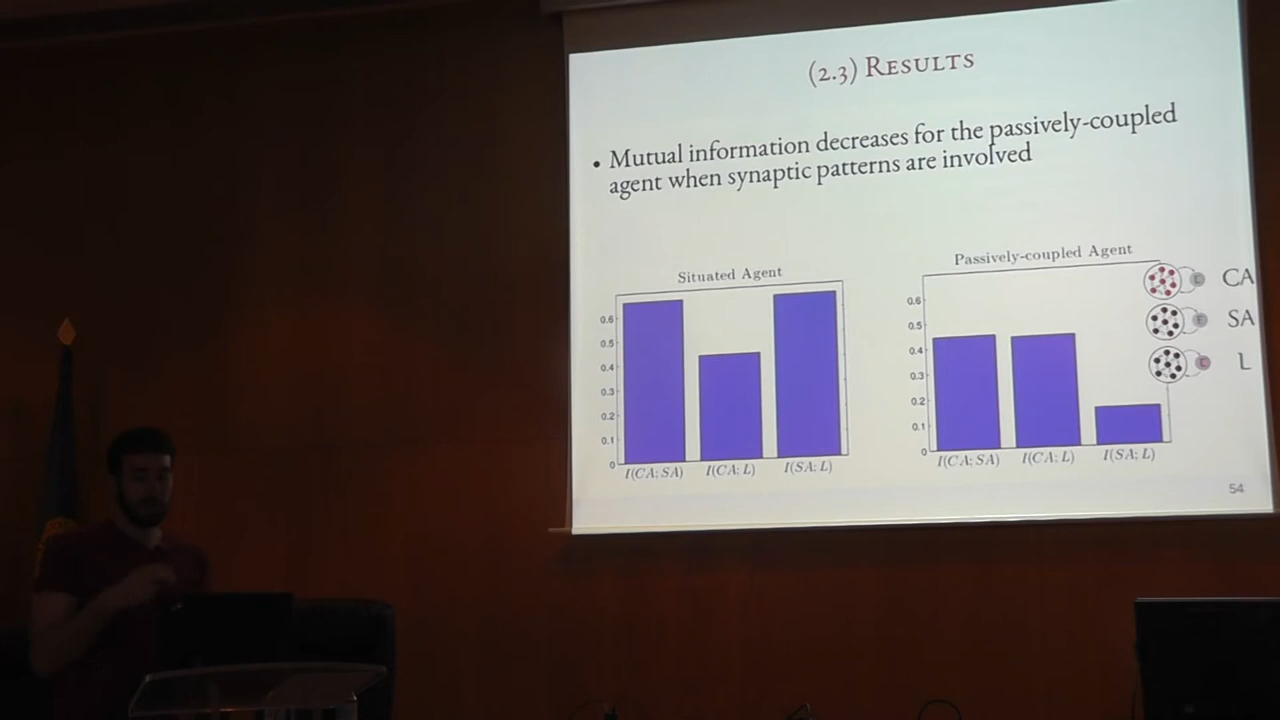 (2.3) RESULTS
• Mutual information decreases for the passively-coupled
agent when synaptic patterns are involved
Situated Agent
0.6
0.5
0.4
0.3
0.2
0.1
0
I(CA; SA) I(CA; L) I(SA; L)
Passively-coupled Agent
0.6
0.5
0.4
0.3
0.2
0.1
0
I(CA; SA) I(CA; L) I(SA; L)
CA
SA
L
54